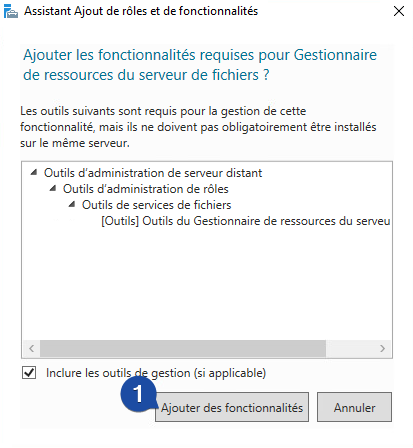 Assistant Ajout de rôles et de fonctionnalités
Ajouter les fonctionnalités requises pour Gestionnaire
de ressources du serveur de fichiers ?
Les outils suivants sont requis pour la gestion de cette
fonctionnalité, mais ils ne doivent pas obligatoirement être installés
sur le même serveur.
Outils d'administration de serveur distant
Outils d'administration de rôles
Outils de services de fichiers
[Outils] Outils du Gestionnaire de ressources du serveu
Inclure les outils de gestion (si applicable)
1
Ajouter des fonctionnalités
Annuler